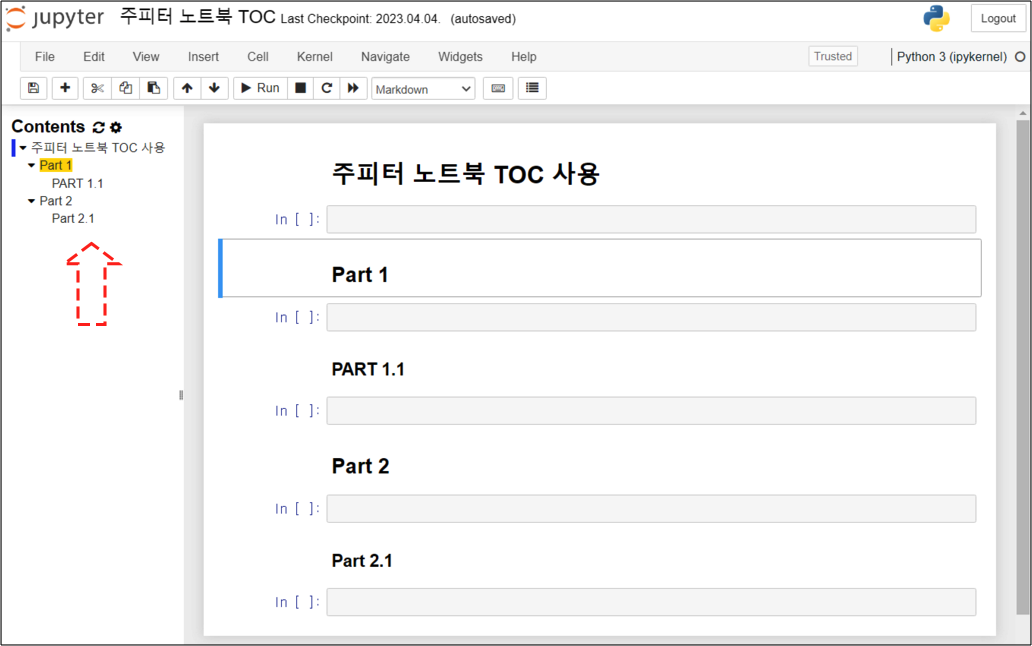 jupyter 주피터 노트북 TOC Last Checkpoint: 2023.04.04. (autosaved) Logout
File Edit View Insert Cell Kernel Navigate Widgets Help Trusted Python 3 (ipykernel)
Run Markdown
Contents
주피터 노트북 TOC 사용
Part 1
PART 1.1
Part 2
Part 2.1
주피터 노트북 TOC 사용
In [ ]:
Part 1
In [ ]:
PART 1.1
In [ ]:
Part 2
In [ ]:
Part 2.1
In [ ]: